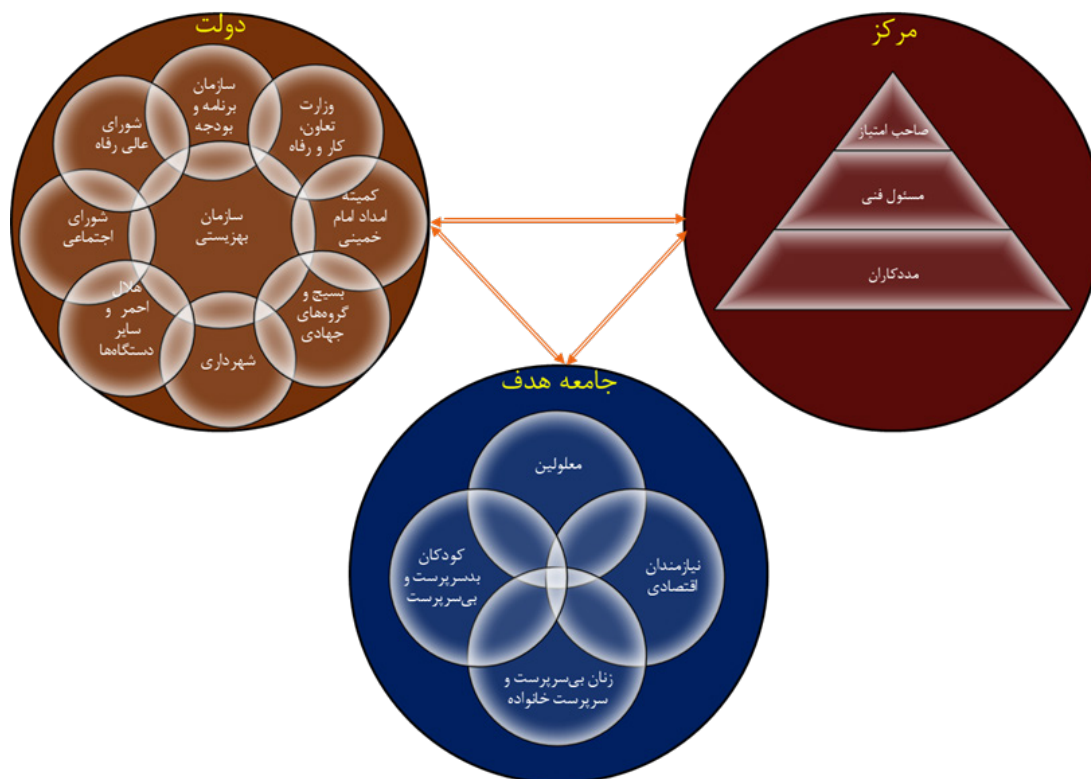 دولت
سازمان
برنامه و
بودجه
وزارت
تعاون،
کار و رفاه
کمیته
امداد امام
خمینی
بسیج و
گروه‌های
جهادی
شهرداری
هلال
احمر و
سایر
دستگاه‌ها
شورای
اجتماعی
شورای
عالی رفاه
سازمان
بهزیستی
مرکز
صاحب امتیاز
مسئول فنی
مددکاران
جامعه هدف
معلولین
نیازمندان
اقتصادی
زنان بی‌سرپرست و
سرپرست خانواده
کودکان
بدسرپرست و
بی‌سرپرست